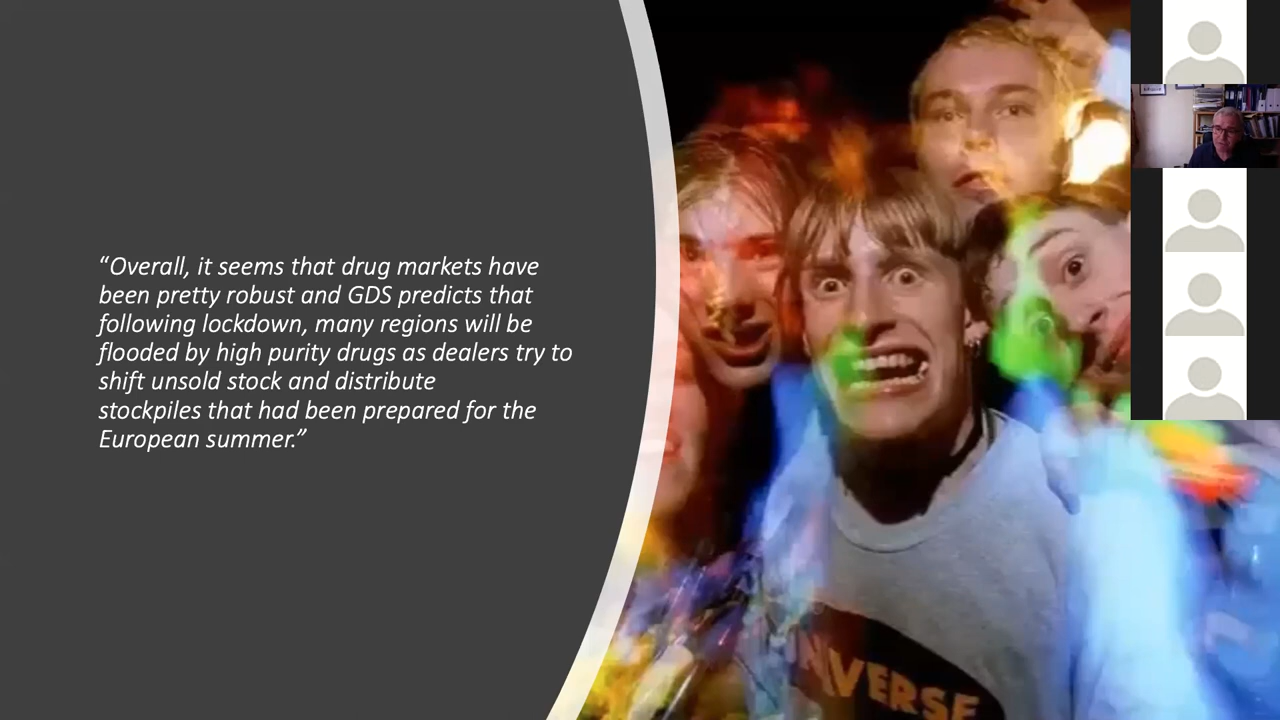 “Overall, it seems that drug markets have
been pretty robust and GDS predicts that
following lockdown, many regions will be
flooded by high purity drugs as dealers try to
shift unsold stock and distribute
stockpiles that had been prepared for the
European summer.”
NVERSE